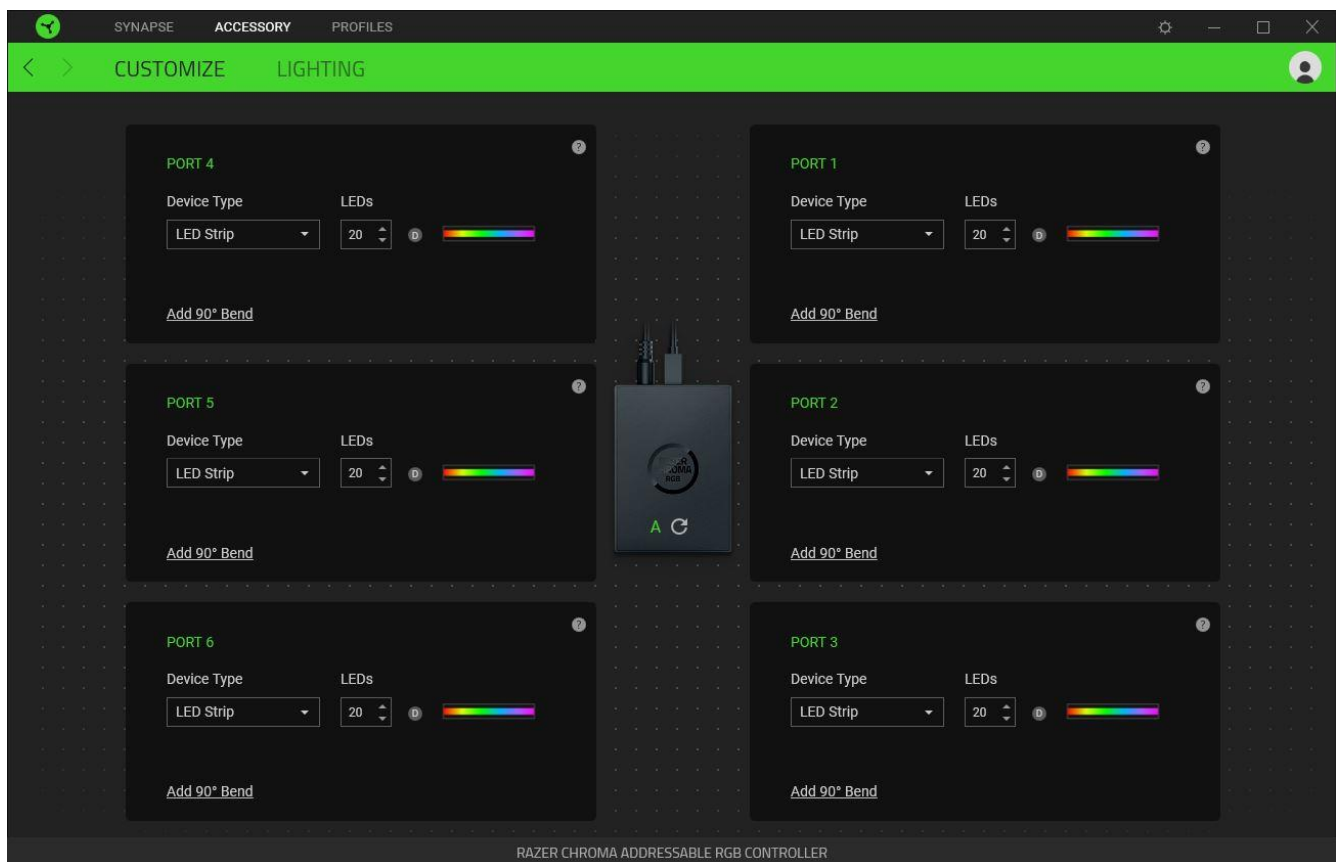 SYNAPSE ACCESSORY PROFILES
CUSTOMIZE LIGHTING
PORT 4
Device Type LEDs
LED Strip 20 D
Add 90° Bend
PORT 1
Device Type LEDs
LED Strip 20 D
Add 90° Bend
PORT 5
Device Type LEDs
LED Strip 20 D
Add 90° Bend
RAZER
CHROMA
RGB
A
PORT 2
Device Type LEDs
LED Strip 20 D
Add 90° Bend
PORT 6
Device Type LEDs
LED Strip 20 D
Add 90° Bend
PORT 3
Device Type LEDs
LED Strip 20 D
Add 90° Bend
RAZER CHROMA ADDRESSABLE RGB CONTROLLER